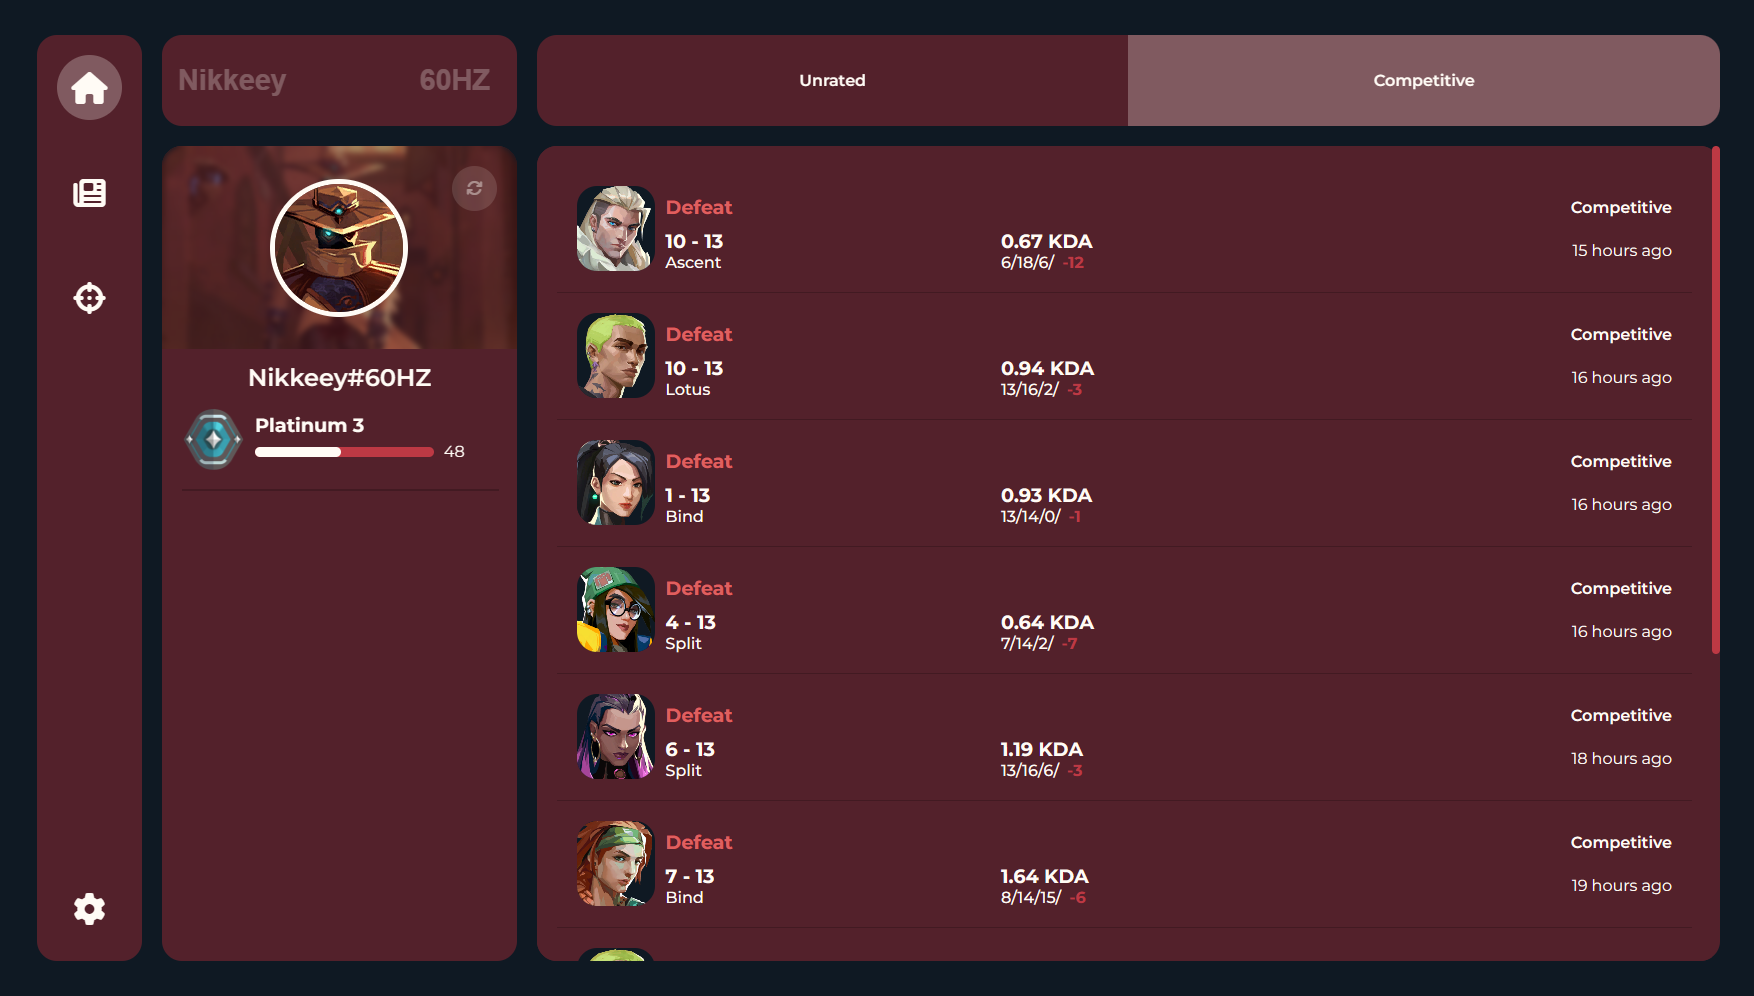 Nikkeey 60HZ
Unrated
Competitive
Nikkeey#60HZ
Platinum 3
48
Defeat
10 - 13
Ascent
0.67 KDA
6/18/6/ -12
Competitive
15 hours ago
Defeat
10 - 13
Lotus
0.94 KDA
13/16/2/ -3
Competitive
16 hours ago
Defeat
1 - 13
Bind
0.93 KDA
13/14/0/ -1
Competitive
16 hours ago
Defeat
4 - 13
Split
0.64 KDA
7/14/2/ -7
Competitive
16 hours ago
Defeat
6 - 13
Split
1.19 KDA
13/16/6/ -3
Competitive
18 hours ago
Defeat
7 - 13
Bind
1.64 KDA
8/14/15/ -6
Competitive
19 hours ago